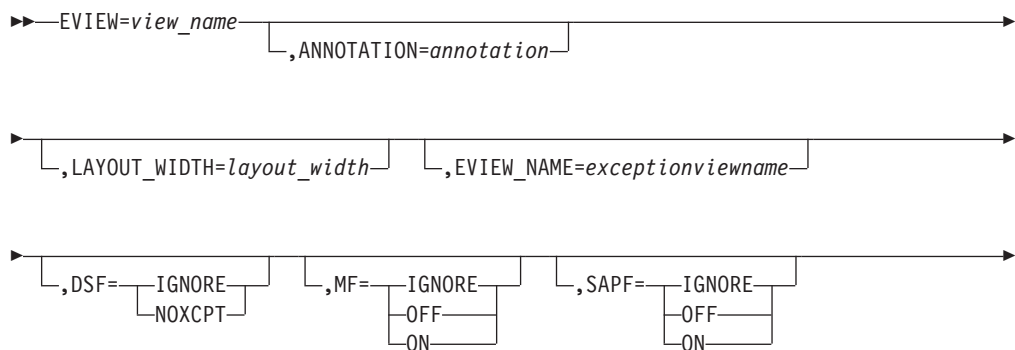 EVIEW=view_name
,ANNOTATION=annotation
,LAYOUT_WIDTH=layout_width ,EVIEW_NAME=exceptionviewname
,DSF= IGNORE ,MF= IGNORE ,SAPF= IGNORE
NOXCPT OFF OFF
ON ON